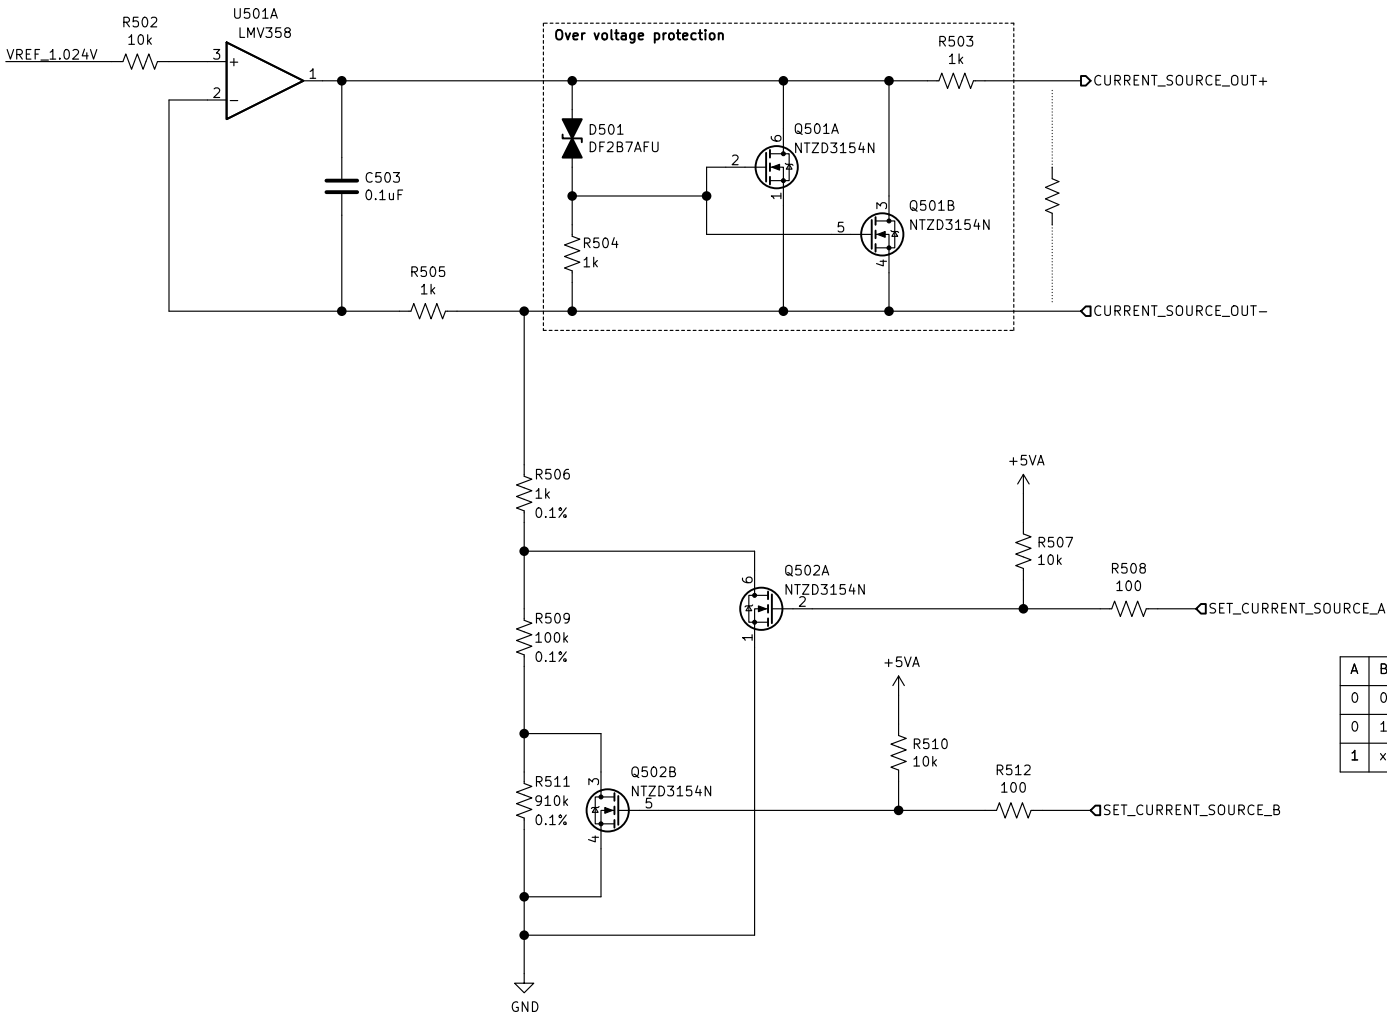 U501A
LMV358
R502
10k
VREF_1.024V
3
+
2
−
1
Over voltage protection
R503
1k
CURRENT_SOURCE_OUT+
D501
DF2B7AFU
Q501A
NTZD3154N
6
2
1
C503
0.1uF
Q501B
NTZD3154N
3
5
4
R504
1k
R505
1k
CURRENT_SOURCE_OUT−
R506
1k
0.1%
+5VA
R507
10k
R508
100
Q502A
NTZD3154N
6
2
1
SET_CURRENT_SOURCE_A
R509
100k
0.1%
+5VA
A B
0 0
0 1
1 x
R510
10k
R511
910k
0.1%
Q502B
NTZD3154N
3
5
4
R512
100
SET_CURRENT_SOURCE_B
GND